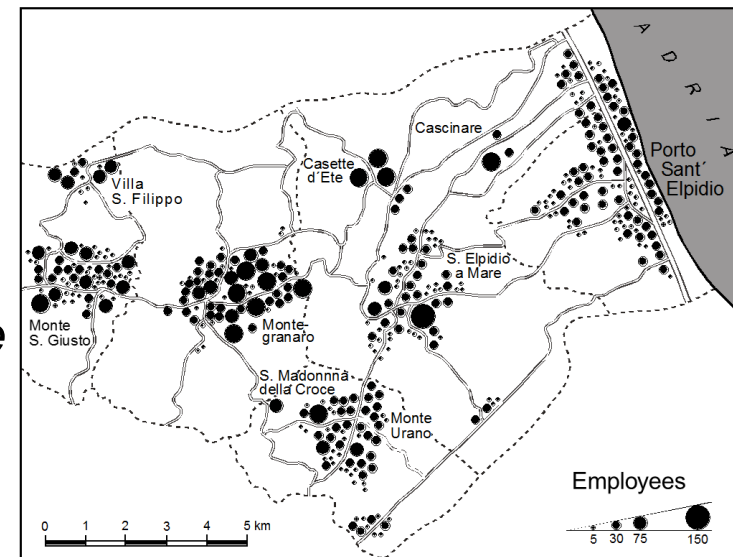 A D R I A
Cascinare
Casette
d´Ete
Porto
Sant´
Elpidio
Villa
S. Filippo
S. Elpidio
a Mare
Monte
S. Giusto
Monte-
granaro
S. Madonnna
della Croce
Monte
Urano
Employees
0 1 2 3 4 5 km
5 30 75 150
e